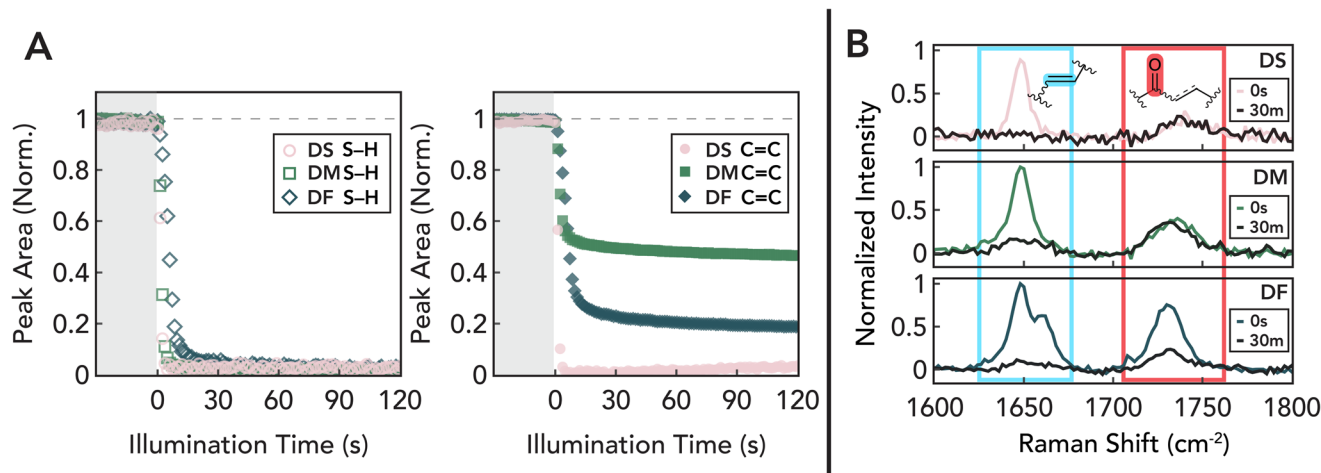 A
Peak Area (Norm.)
1
0.8
0.6
0.4
0.2
0
DS S–H
DM S–H
DF S–H
0 30 60 90 120
Illumination Time (s)
Peak Area (Norm.)
1
0.8
0.6
0.4
0.2
0
DS C=C
DM C=C
DF C=C
0 30 60 90 120
Illumination Time (s)
B
Normalized Intensity
1
0.5
0
O
DS
0s
30m
1
0.5
0
DM
0s
30m
1
0.5
0
DF
0s
30m
1600 1650 1700 1750 1800
Raman Shift (cm-2)